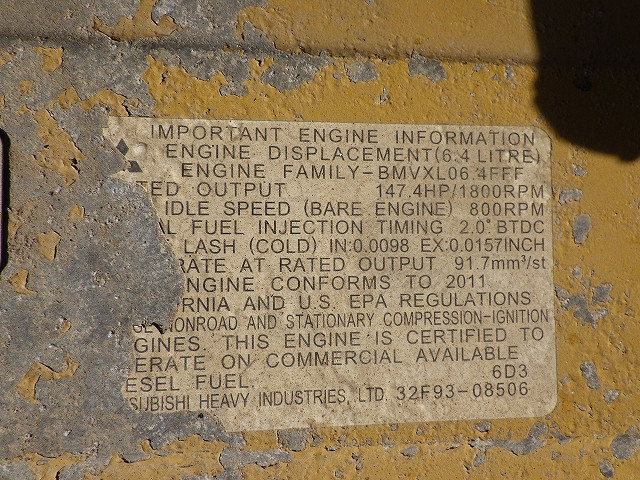 IMPORTANT ENGINE INFORMATION
ENGINE DISPLACEMENT(6.4 LITRE)
ENGINE FAMILY-BMVXL06.4FFF
TED OUTPUT 147.4HP/1800RPM
IDLE SPEED (BARE ENGINE) 800RPM
AL FUEL INJECTION TIMING 2.0° BTDC
LASH (COLD) IN:0.0098 EX:0.0157INCH
RATE AT RATED OUTPUT 91.7mm³/st
ENGINE CONFORMS TO 2011
RNIA AND U.S. EPA REGULATIONS
NONROAD AND STATIONARY COMPRESSION-IGNITION
GINES. THIS ENGINE IS CERTIFIED TO
ERATE ON COMMERCIAL AVAILABLE
ESEL FUEL. 6D3
SUBISHI HEAVY INDUSTRIES, LTD. 32F93-08506